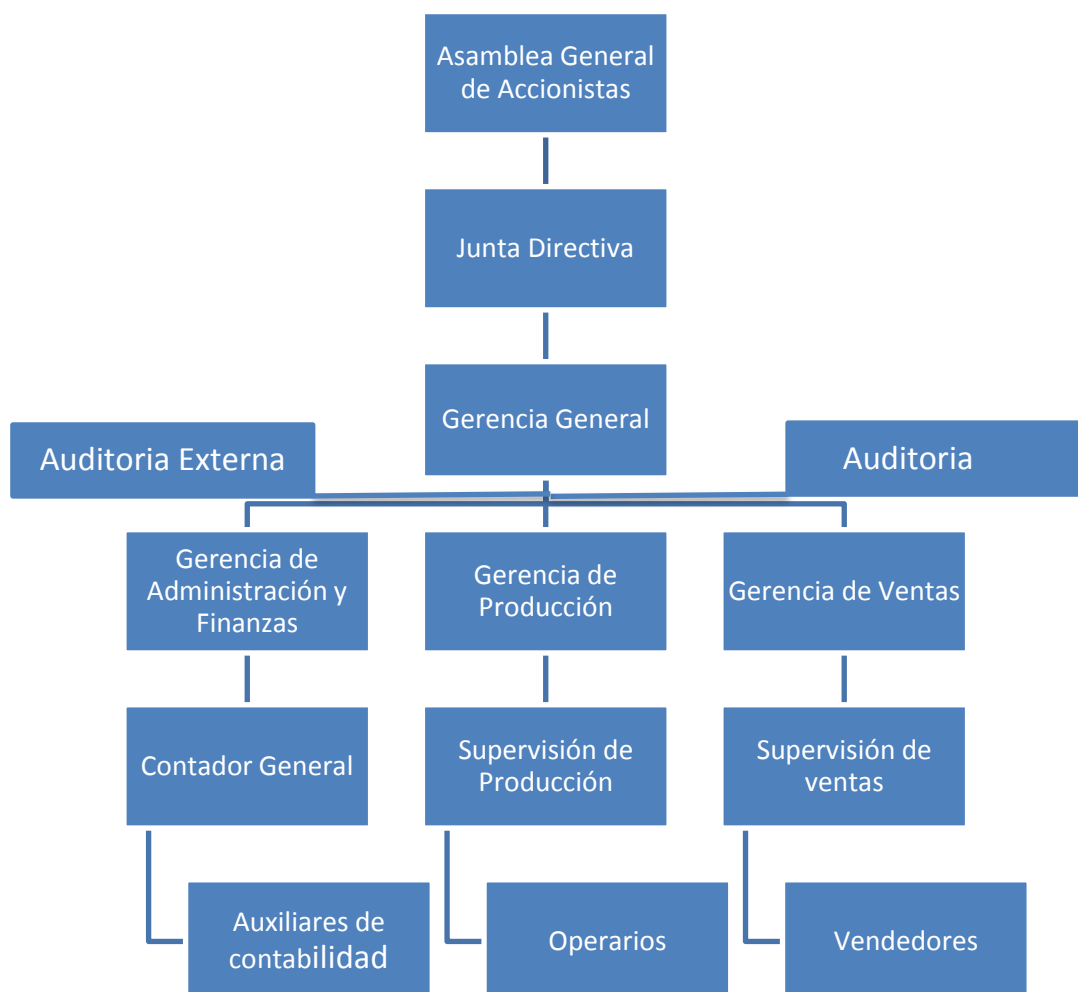 Asamblea General
de Accionistas
Junta Directiva
Gerencia General
Auditoria Externa
Auditoria
Gerencia de
Administración y
Finanzas
Gerencia de
Producción
Gerencia de Ventas
Contador General
Supervisión de
Producción
Supervisión de
ventas
Auxiliares de
contabilidad
Operarios
Vendedores